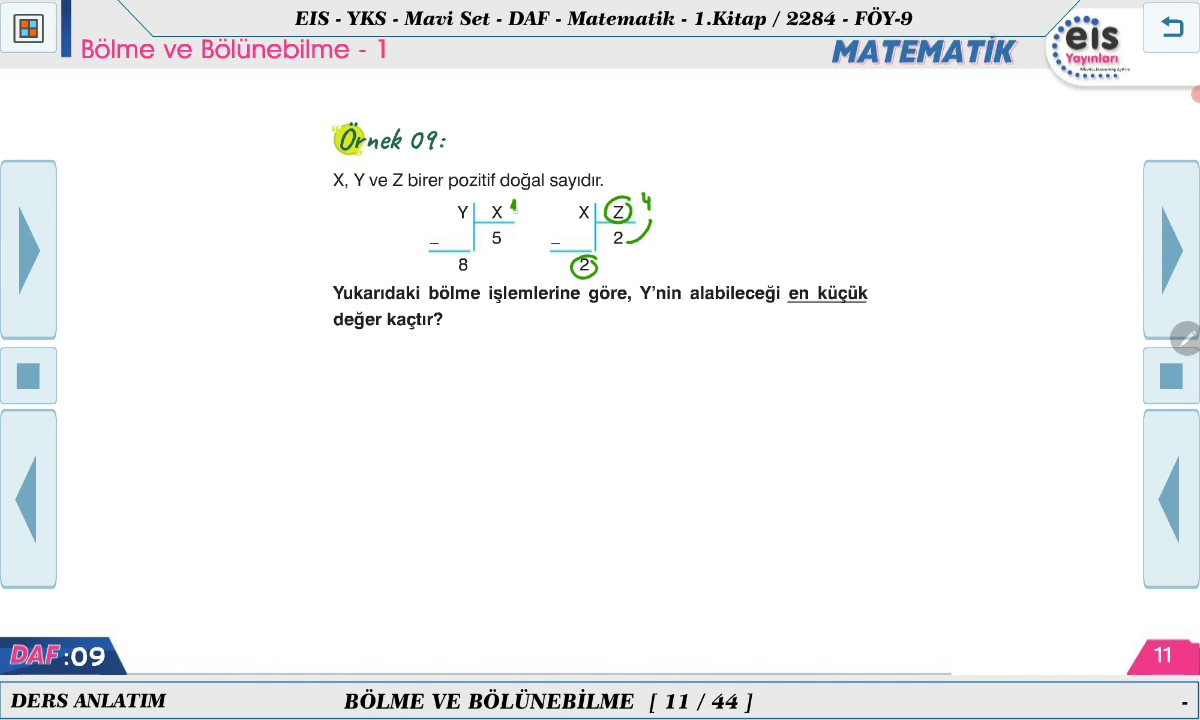 EIS - YKS - Mavi Set - DAF - Matematik - 1.Kitap / 2284 - FÖY-9
Bölme ve Bölünebilme - 1
MATEMATİK
eis
Yayınları
Örnek 09:
X, Y ve Z birer pozitif doğal sayıdır.
Y X X Z 4
5 2
8 2
Yukarıdaki bölme işlemlerine göre, Y'nin alabileceği en küçük
değer kaçtır?
DAF :09
11
DERS ANLATIM
BÖLME VE BÖLÜNEBİLME [ 11 / 44 ]
-